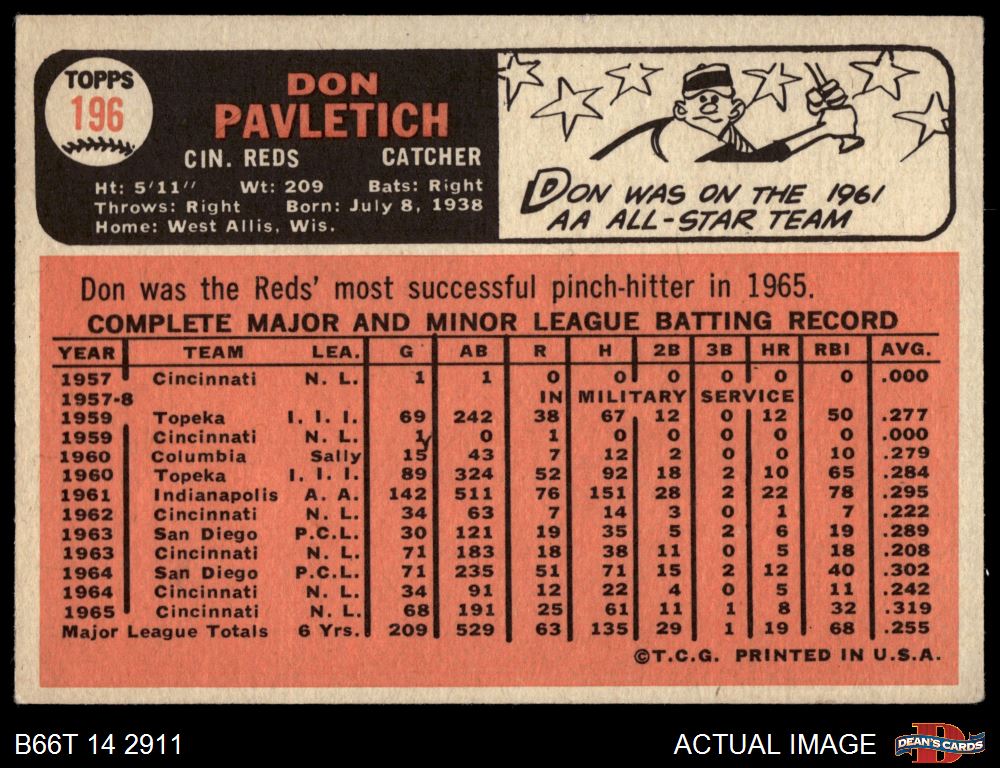 TOPPS
196
DON
PAVLETICH
CIN. REDS CATCHER
Ht: 5'11" Wt: 209 Bats: Right
Throws: Right Born: July 8, 1938
Home: West Allis, Wis.
DON WAS ON THE 1961
AA ALL-STAR TEAM
Don was the Reds' most successful pinch-hitter in 1965.
COMPLETE MAJOR AND MINOR LEAGUE BATTING RECORD
YEAR TEAM LEA. G AB R H 2B 3B HR RBI AVG.
1957 Cincinnati N. L. 1 1 0 0 0 0 0 0 .000
1957-8 IN MILITARY SERVICE
1959 Topeka I. I. I. 69 242 38 67 12 0 12 50 .277
1959 Cincinnati N. L. 1 0 1 0 0 0 0 0 .000
1960 Columbia Sally 15 43 7 12 2 0 0 10 .279
1960 Topeka I. I. I. 89 324 52 92 18 2 10 65 .284
1961 Indianapolis A. A. 142 511 76 151 28 2 22 78 .295
1962 Cincinnati N. L. 34 63 7 14 3 0 1 7 .222
1963 San Diego P.C.L. 30 121 19 35 5 2 6 19 .289
1963 Cincinnati N. L. 71 183 18 38 11 0 5 18 .208
1964 San Diego P.C.L. 71 235 51 71 15 2 12 40 .302
1964 Cincinnati N. L. 34 91 12 22 4 0 5 11 .242
1965 Cincinnati N. L. 68 191 25 61 11 1 8 32 .319
Major League Totals 6 Yrs. 209 529 63 135 29 1 19 68 .255
©T.C.G. PRINTED IN U.S.A.
B66T 14 2911 ACTUAL IMAGE
D
DEAN'S CARDS